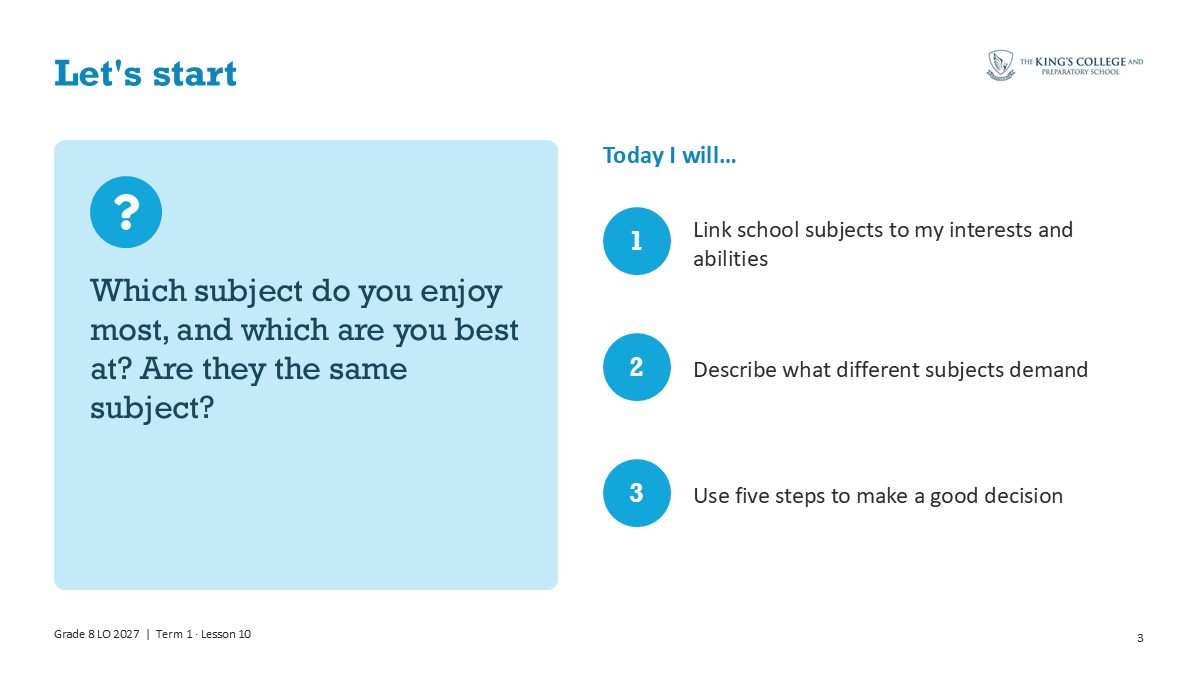 Let's start
THE KING'S COLLEGE AND
PREPARATORY SCHOOL
?
Which subject do you enjoy
most, and which are you best
at? Are they the same
subject?
Today I will...
1
Link school subjects to my interests and
abilities
2
Describe what different subjects demand
3
Use five steps to make a good decision
Grade 8 LO 2027 | Term 1 · Lesson 10
3